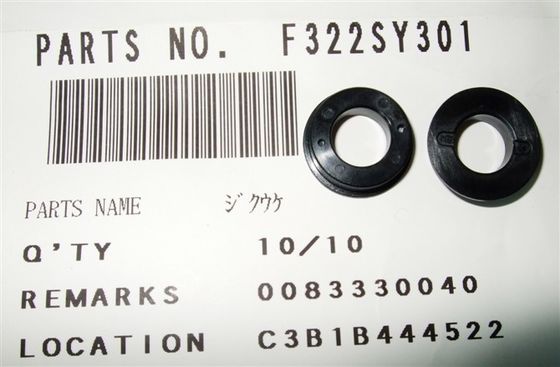 PARTS NO. F322SY301
PARTS NAME ジクウケ
Q'TY 10/10
REMARKS 0083330040
LOCATION C3B1B444522